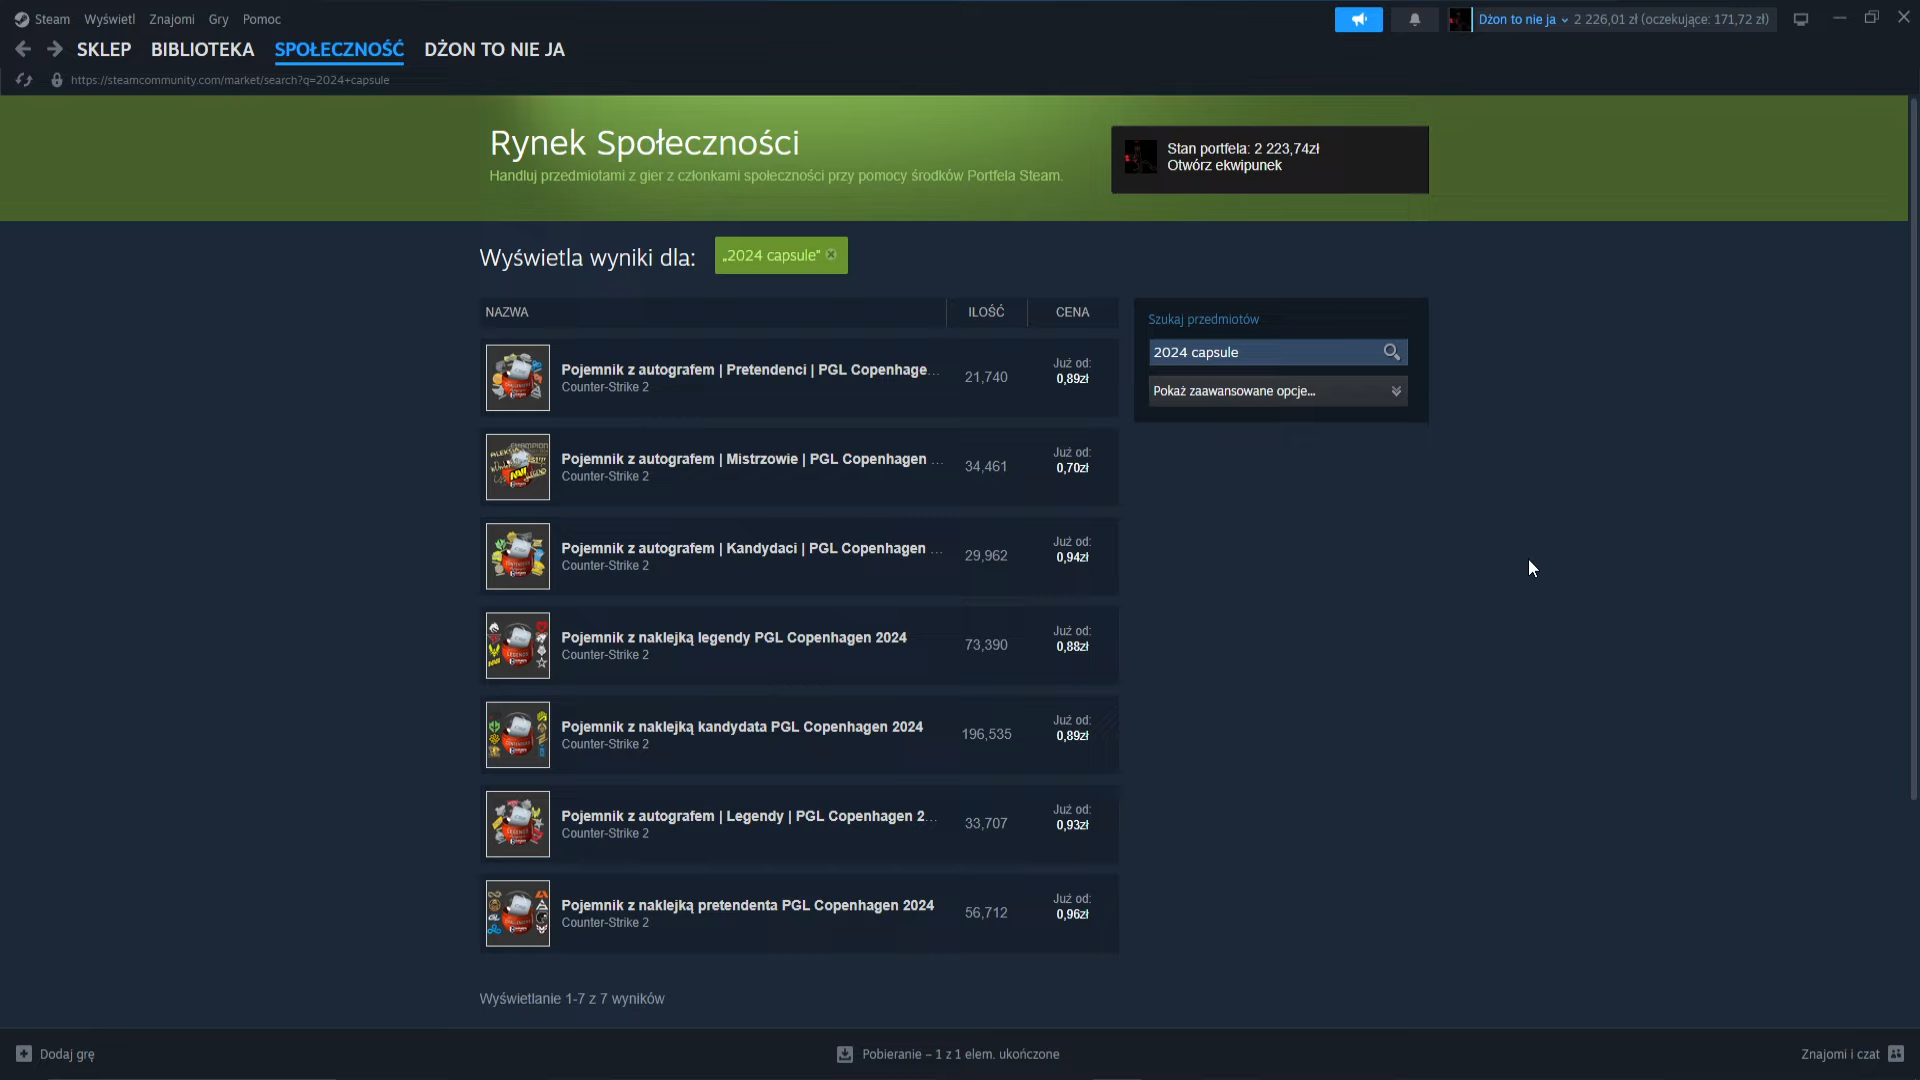 Steam Wyświetl Znajomi Gry Pomoc
Dżon to nie ja 2 226,01 zł (oczekujące: 171,72 zł)
SKLEP BIBLIOTEKA SPOŁECZNOŚĆ DŻON TO NIE JA
https://steamcommunity.com/market/search?q=2024+capsule
Rynek Społeczności
Handluj przedmiotami z gier z członkami społeczności przy pomocy środków Portfela Steam.
Stan portfela: 2 223,74zł
Otwórz ekwipunek
Wyświetla wyniki dla: „2024 capsule”
NAZWA ILOŚĆ CENA
Pojemnik z autografem | Pretendenci | PGL Copenhage...
Counter-Strike 2
21,740
Już od:
0,89zł
Pojemnik z autografem | Mistrzowie | PGL Copenhagen ...
Counter-Strike 2
34,461
Już od:
0,70zł
Pojemnik z autografem | Kandydaci | PGL Copenhagen ...
Counter-Strike 2
29,962
Już od:
0,94zł
Pojemnik z naklejką legendy PGL Copenhagen 2024
Counter-Strike 2
73,390
Już od:
0,88zł
Pojemnik z naklejką kandydata PGL Copenhagen 2024
Counter-Strike 2
196,535
Już od:
0,89zł
Pojemnik z autografem | Legendy | PGL Copenhagen 2...
Counter-Strike 2
33,707
Już od:
0,93zł
Pojemnik z naklejką pretendenta PGL Copenhagen 2024
Counter-Strike 2
56,712
Już od:
0,96zł
Szukaj przedmiotów
2024 capsule
Pokaż zaawansowane opcje...
Wyświetlanie 1-7 z 7 wyników
Dodaj grę
Pobieranie – 1 z 1 elem. ukończone
Znajomi i czat